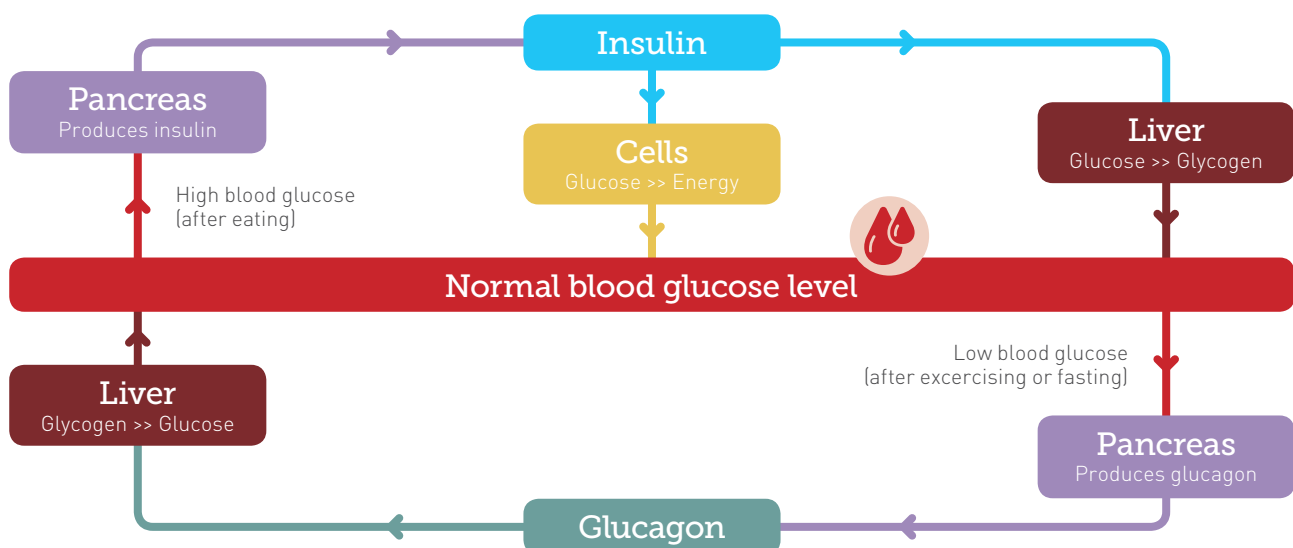 Insulin
Pancreas
Produces insulin
Cells
Glucose >> Energy
Liver
Glucose >> Glycogen
High blood glucose
(after eating)
Normal blood glucose level
Low blood glucose
(after excercising or fasting)
Liver
Glycogen >> Glucose
Pancreas
Produces glucagon
Glucagon